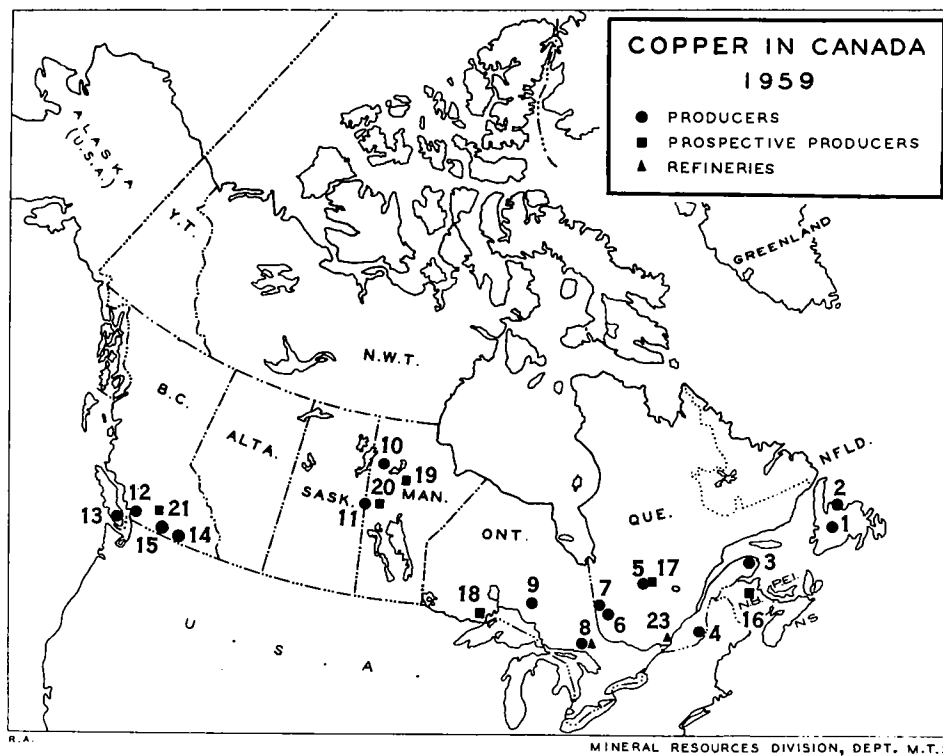 COPPER IN CANADA
1959
PRODUCERS
PROSPECTIVE PRODUCERS
REFINERIES
ALASKA
(U.S.A.)
Y.T.
GREENLAND
N.W.T.
B.C.
ALTA.
SASK.
MAN.
ONT.
QUE.
NFLD.
N.B.
P.E.I.
NS
U. S. A.
10
19
20
11
12
21
13
15
14
2
1
5 17
3
9
7
18
6
8
23
4
16
R.A.
MINERAL RESOURCES DIVISION, DEPT. M.T.